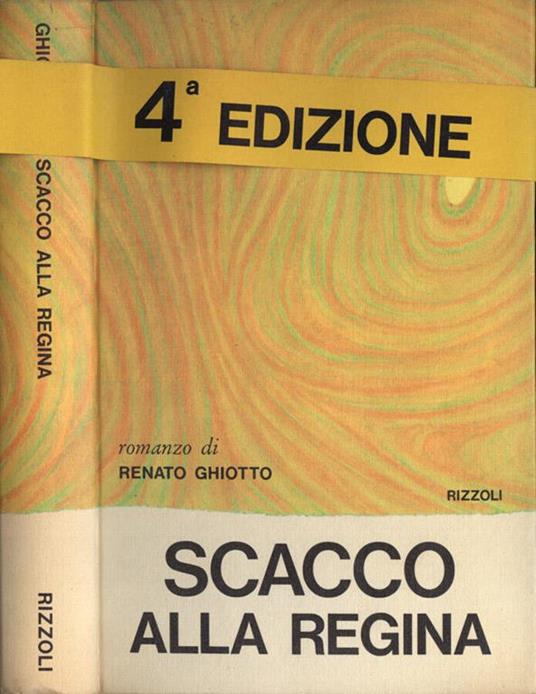 GHIO
SCACCO ALLA REGINA
RIZZOLI
4ª EDIZIONE
romanzo di
RENATO GHIOTTO
RIZZOLI
SCACCO
ALLA REGINA